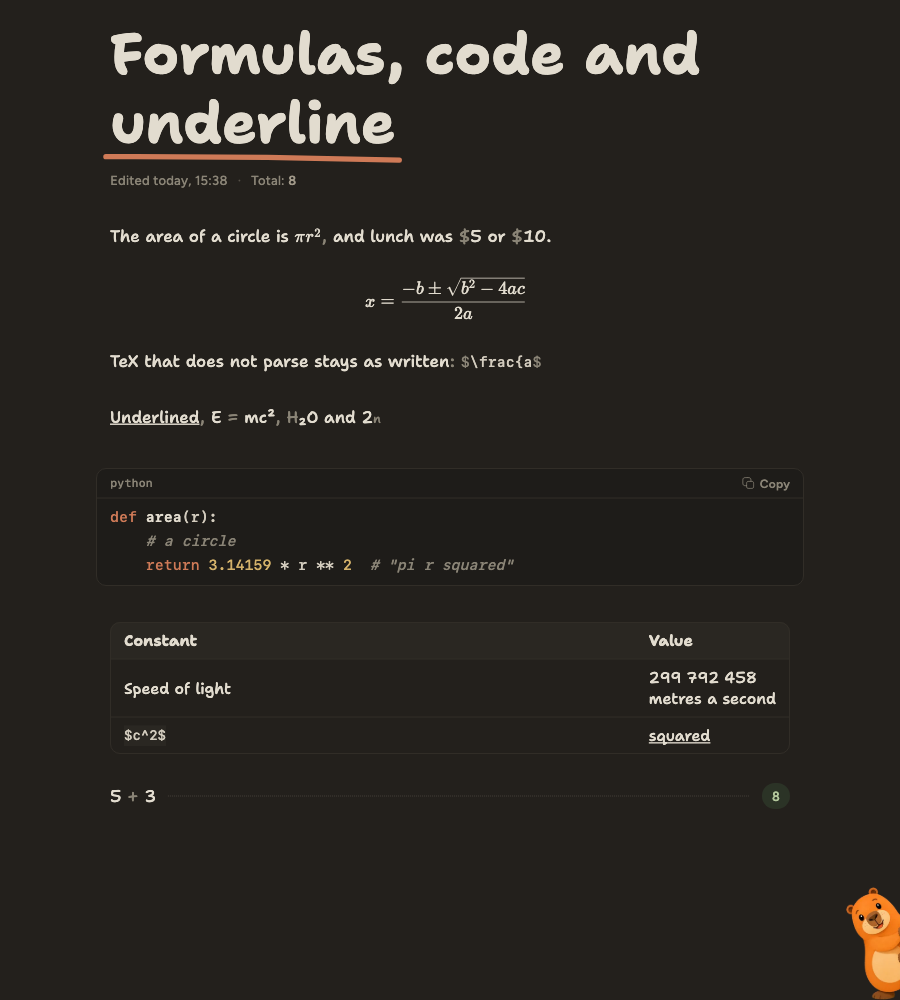 Formulas, code and
underline
Edited today, 15:38 · Total: 8
The area of a circle is πr², and lunch was $5 or $10.
x = (-b ± √(b² − 4ac)) / 2a
TeX that does not parse stays as written: $\frac{a$
Underlined, E = mc², H₂O and 2ₙ
python
Copy
def area(r):
    # a circle
    return 3.14159 * r ** 2  # "pi r squared"
Constant Value
Speed of light 299 792 458
metres a second
$c^2$ squared
5 + 3 8